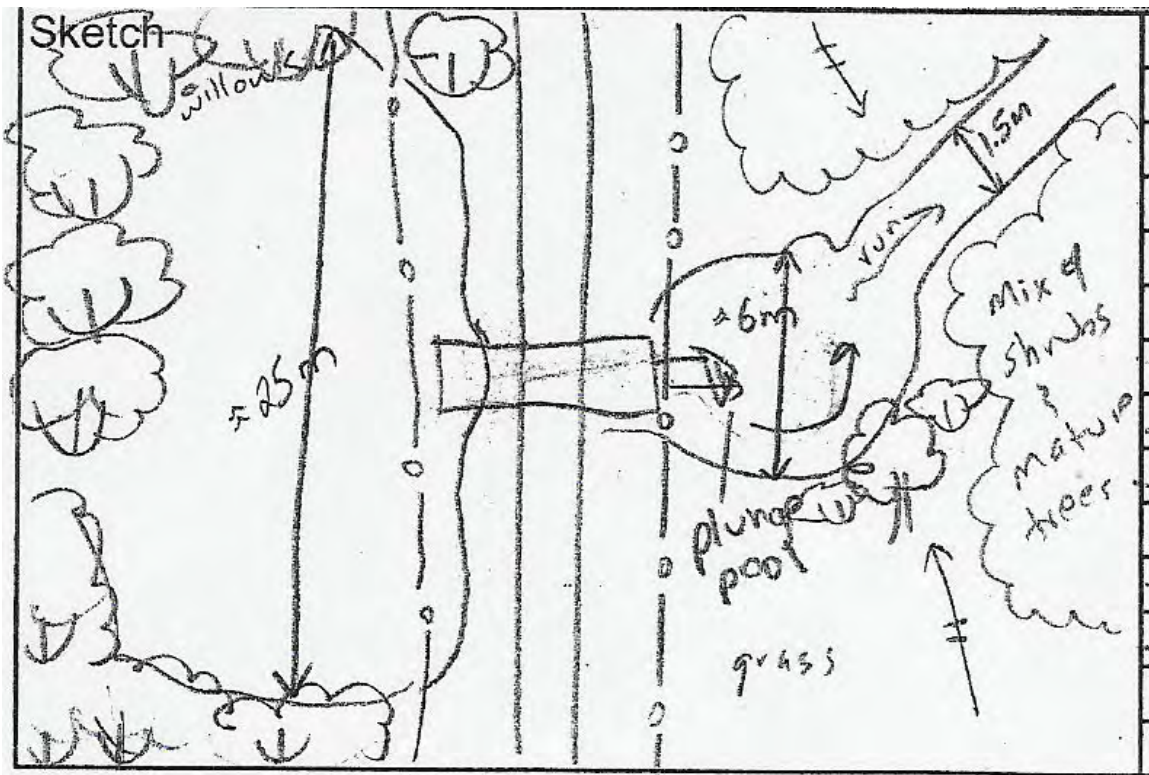 Sketch
willows
1.5m
run
≈6m
≈25m
Mix of
shrubs
&
mature
trees
plunge
pool
grass